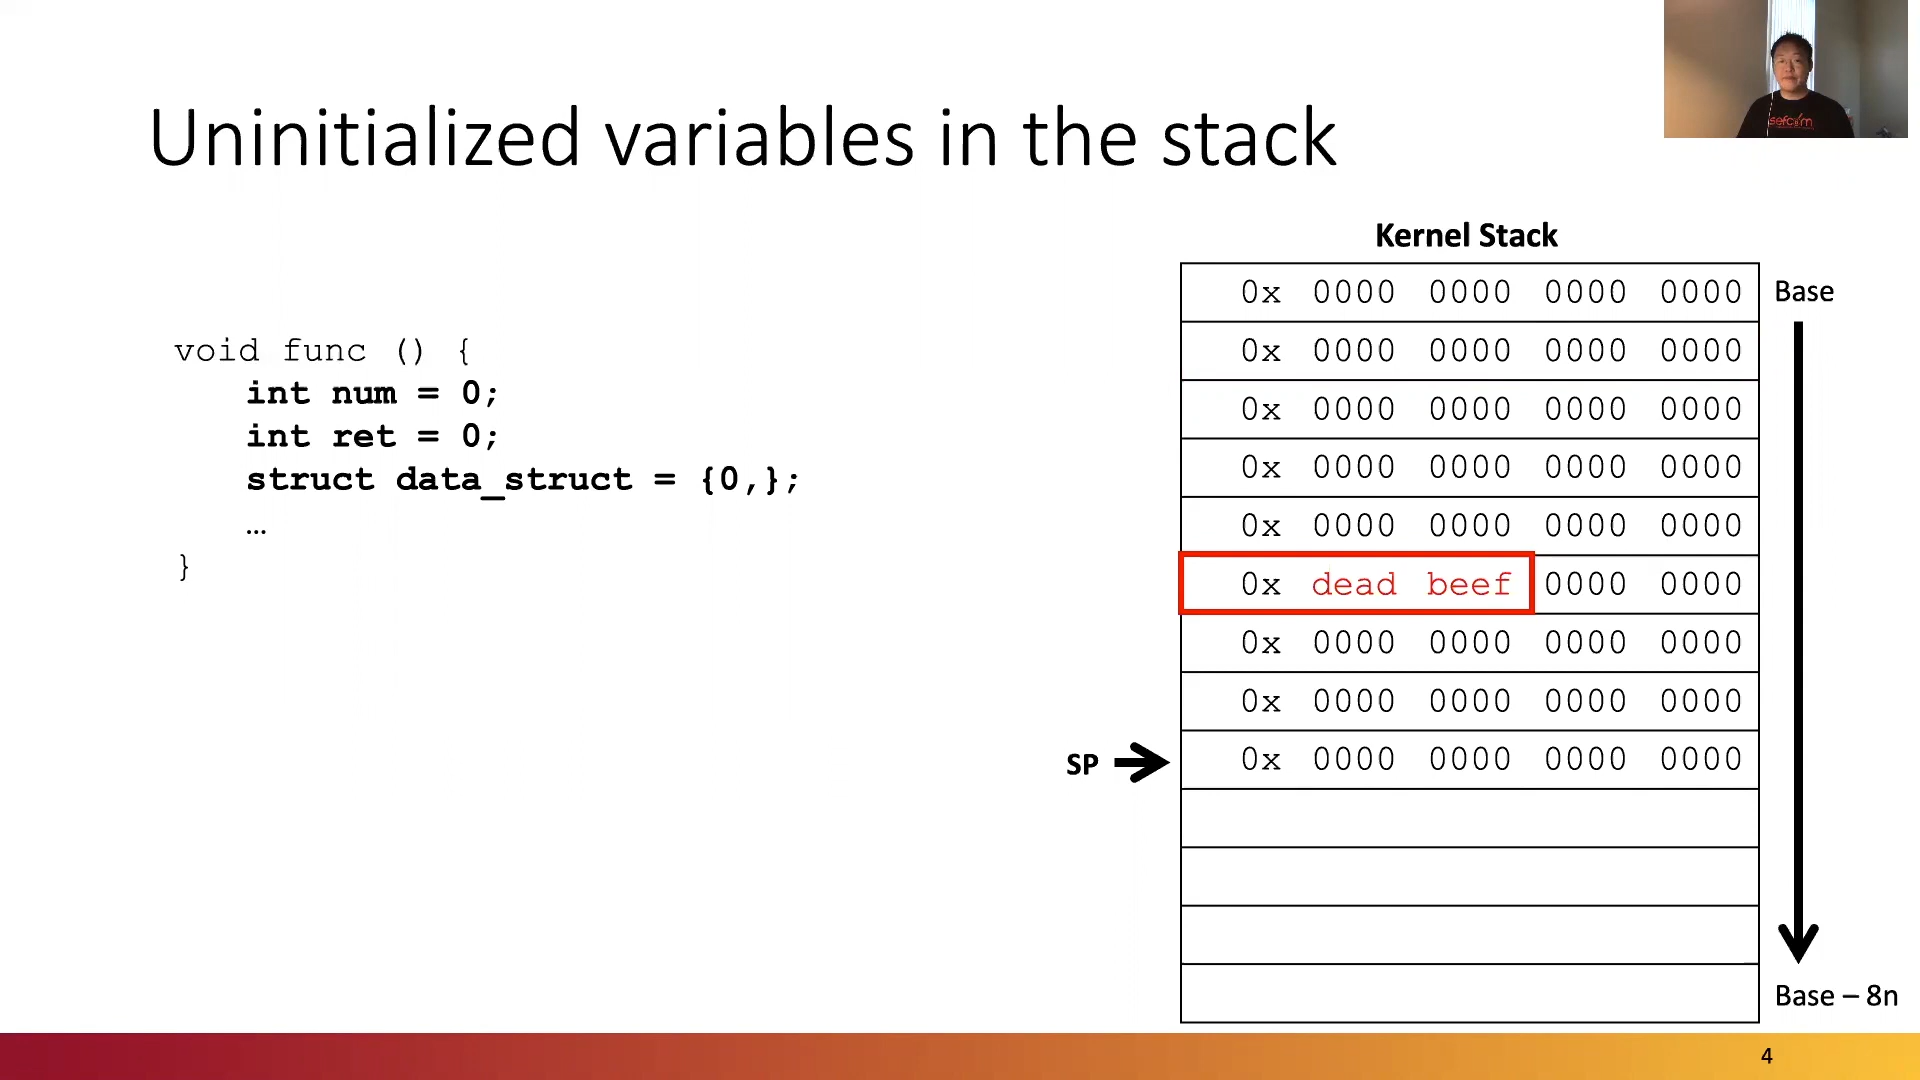 sefcom
Uninitialized variables in the stack
Kernel Stack
void func () {
int num = 0;
int ret = 0;
struct data_struct = {0,};
…
}
0x 0000 0000 0000 0000 Base
0x 0000 0000 0000 0000
0x 0000 0000 0000 0000
0x 0000 0000 0000 0000
0x 0000 0000 0000 0000
0x dead beef 0000 0000
0x 0000 0000 0000 0000
0x 0000 0000 0000 0000
SP 0x 0000 0000 0000 0000
Base – 8n
4